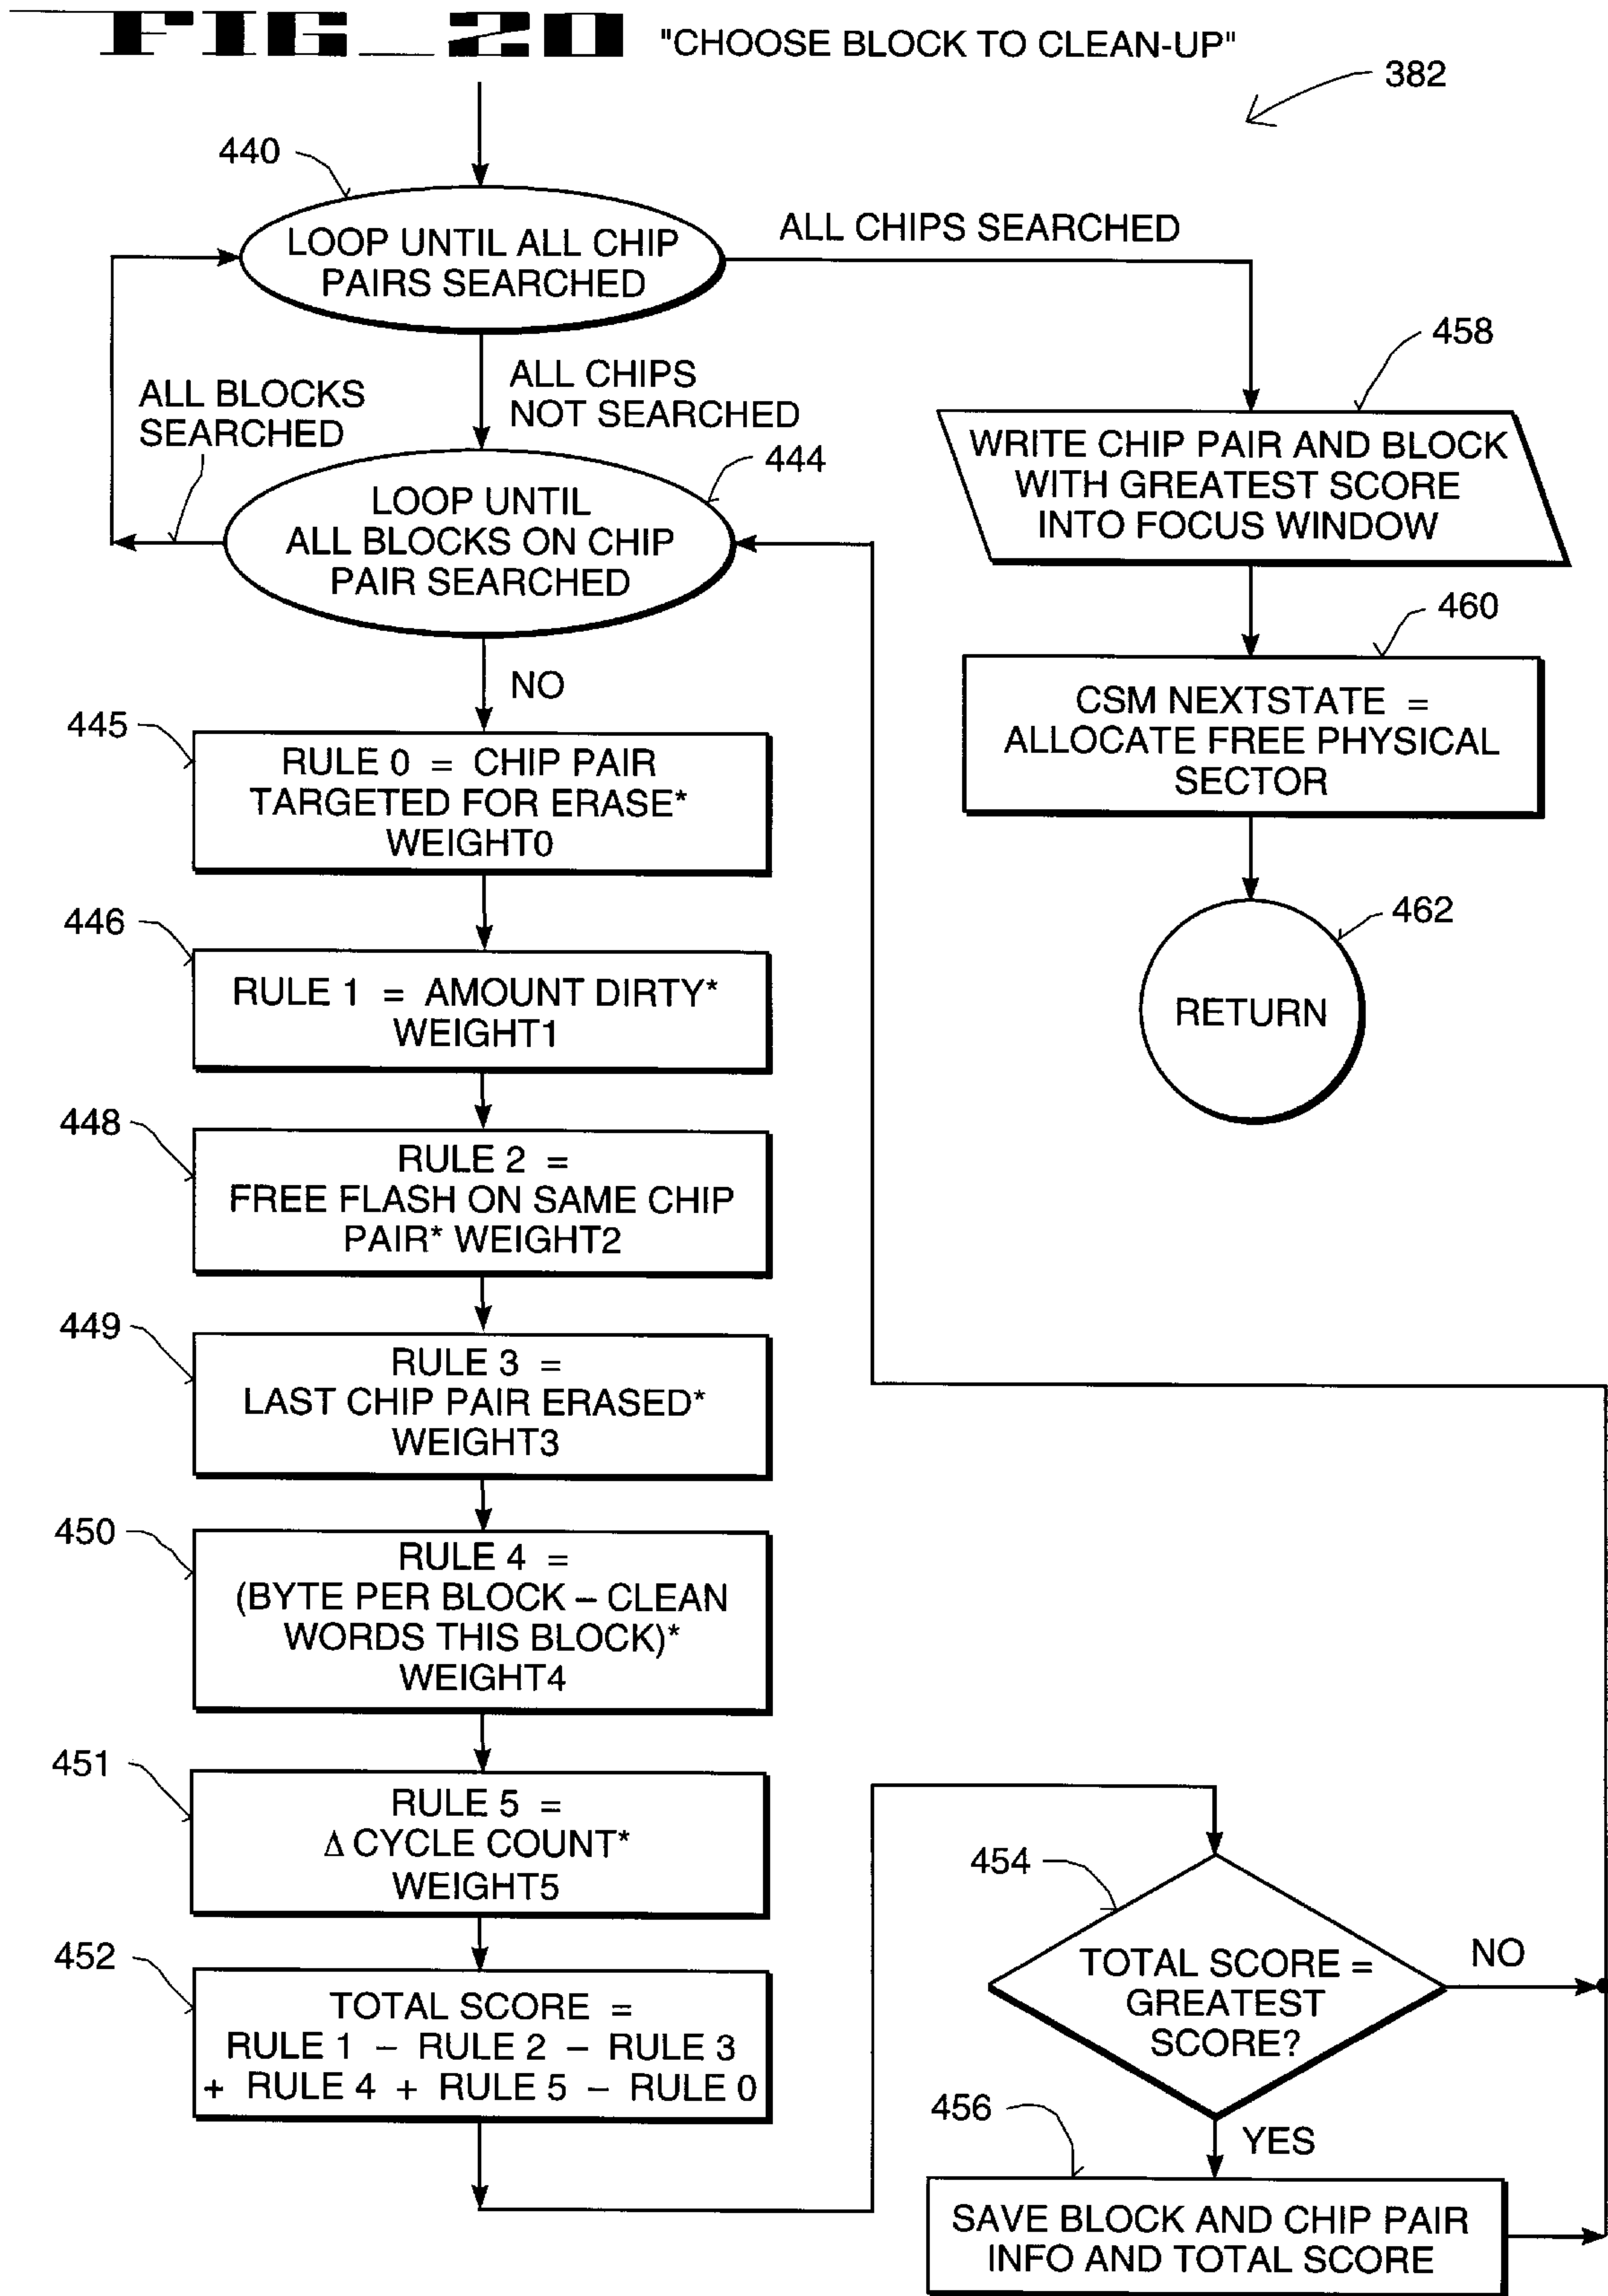 FIG_20 "CHOOSE BLOCK TO CLEAN-UP"
382
440
LOOP UNTIL ALL CHIP
PAIRS SEARCHED
ALL CHIPS SEARCHED
ALL BLOCKS
SEARCHED
ALL CHIPS
NOT SEARCHED
444
LOOP UNTIL
ALL BLOCKS ON CHIP
PAIR SEARCHED
NO
445
RULE 0 = CHIP PAIR
TARGETED FOR ERASE*
WEIGHT0
446
RULE 1 = AMOUNT DIRTY*
WEIGHT1
448
RULE 2 =
FREE FLASH ON SAME CHIP
PAIR* WEIGHT2
449
RULE 3 =
LAST CHIP PAIR ERASED*
WEIGHT3
450
RULE 4 =
(BYTE PER BLOCK – CLEAN
WORDS THIS BLOCK)*
WEIGHT4
451
RULE 5 =
Δ CYCLE COUNT*
WEIGHT5
452
TOTAL SCORE =
RULE 1 – RULE 2 – RULE 3
+ RULE 4 + RULE 5 – RULE 0
454
TOTAL SCORE =
GREATEST
SCORE?
NO
YES
456
SAVE BLOCK AND CHIP PAIR
INFO AND TOTAL SCORE
458
WRITE CHIP PAIR AND BLOCK
WITH GREATEST SCORE
INTO FOCUS WINDOW
460
CSM NEXTSTATE =
ALLOCATE FREE PHYSICAL
SECTOR
462
RETURN